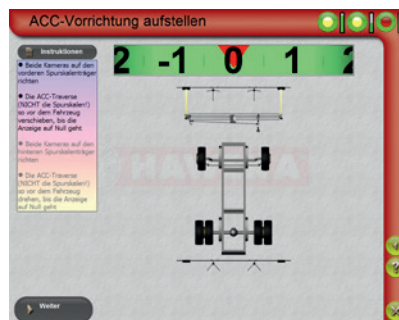 ACC-Vorrichtung aufstellen
Instruktionen
2 -1 0 1 2
● Beide Kameras auf den
vorderen Spurskalenträger
richten
● Die ACC-Traverse
(NICHT die Spurskalen!)
so vor dem Fahrzeug
verschieben, bis die
Anzeige auf Null geht
● Beide Kameras auf den
hinteren Spurskalenträger
richten
● Die ACC-Traverse
(NICHT die Spurskalen!)
so vor dem Fahrzeug
drehen, bis die Anzeige
auf Null geht
HAWEKA
Weiter
?